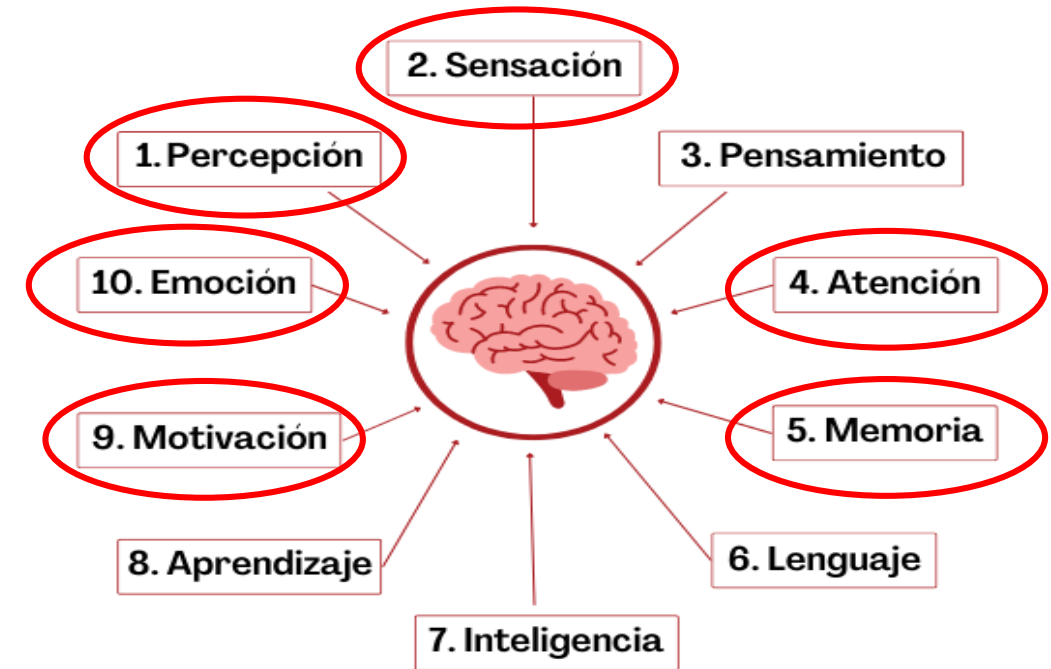 2. Sensación
1. Percepción
3. Pensamiento
10. Emoción
4. Atención
9. Motivación
5. Memoria
8. Aprendizaje
6. Lenguaje
7. Inteligencia